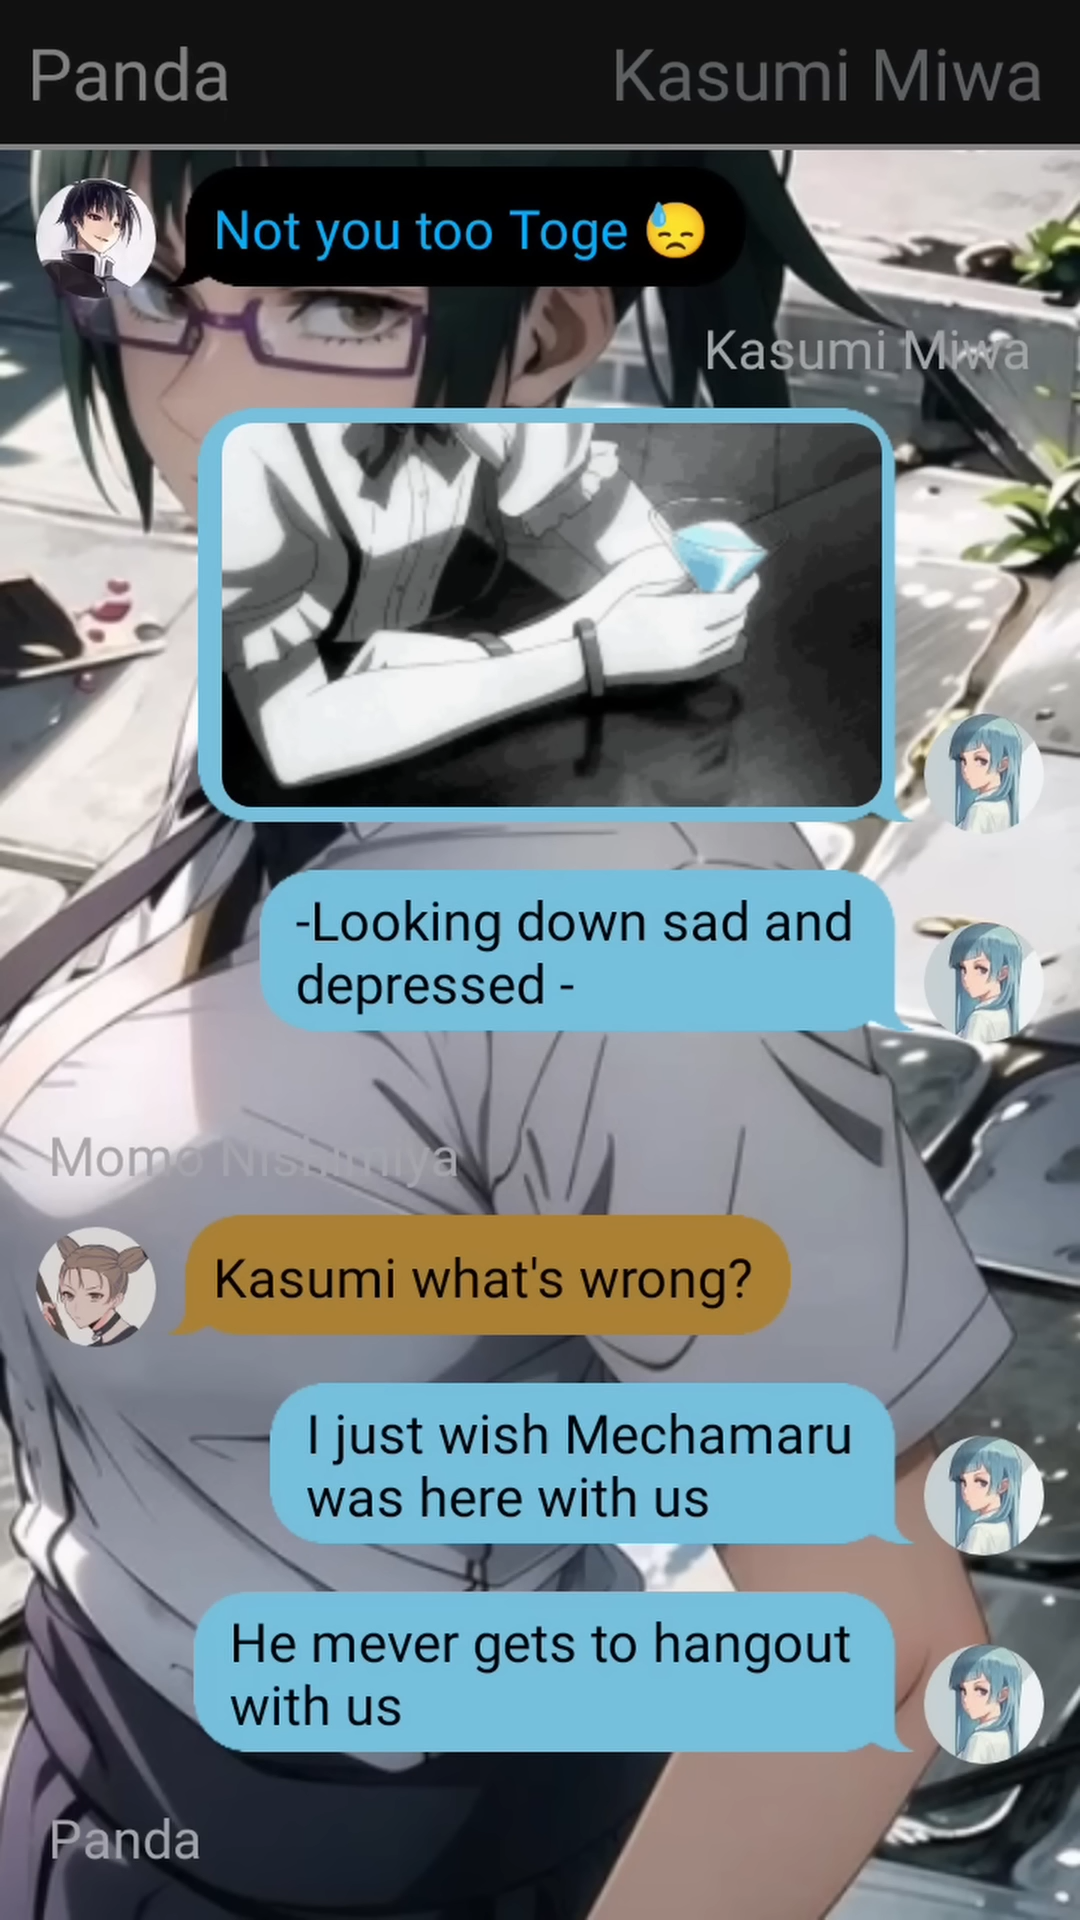 Panda
Kasumi Miwa
Not you too Toge 😓
Kasumi Miwa
-Looking down sad and
depressed -
Momo Nishimiya
Kasumi what's wrong?
I just wish Mechamaru
was here with us
He mever gets to hangout
with us
Panda